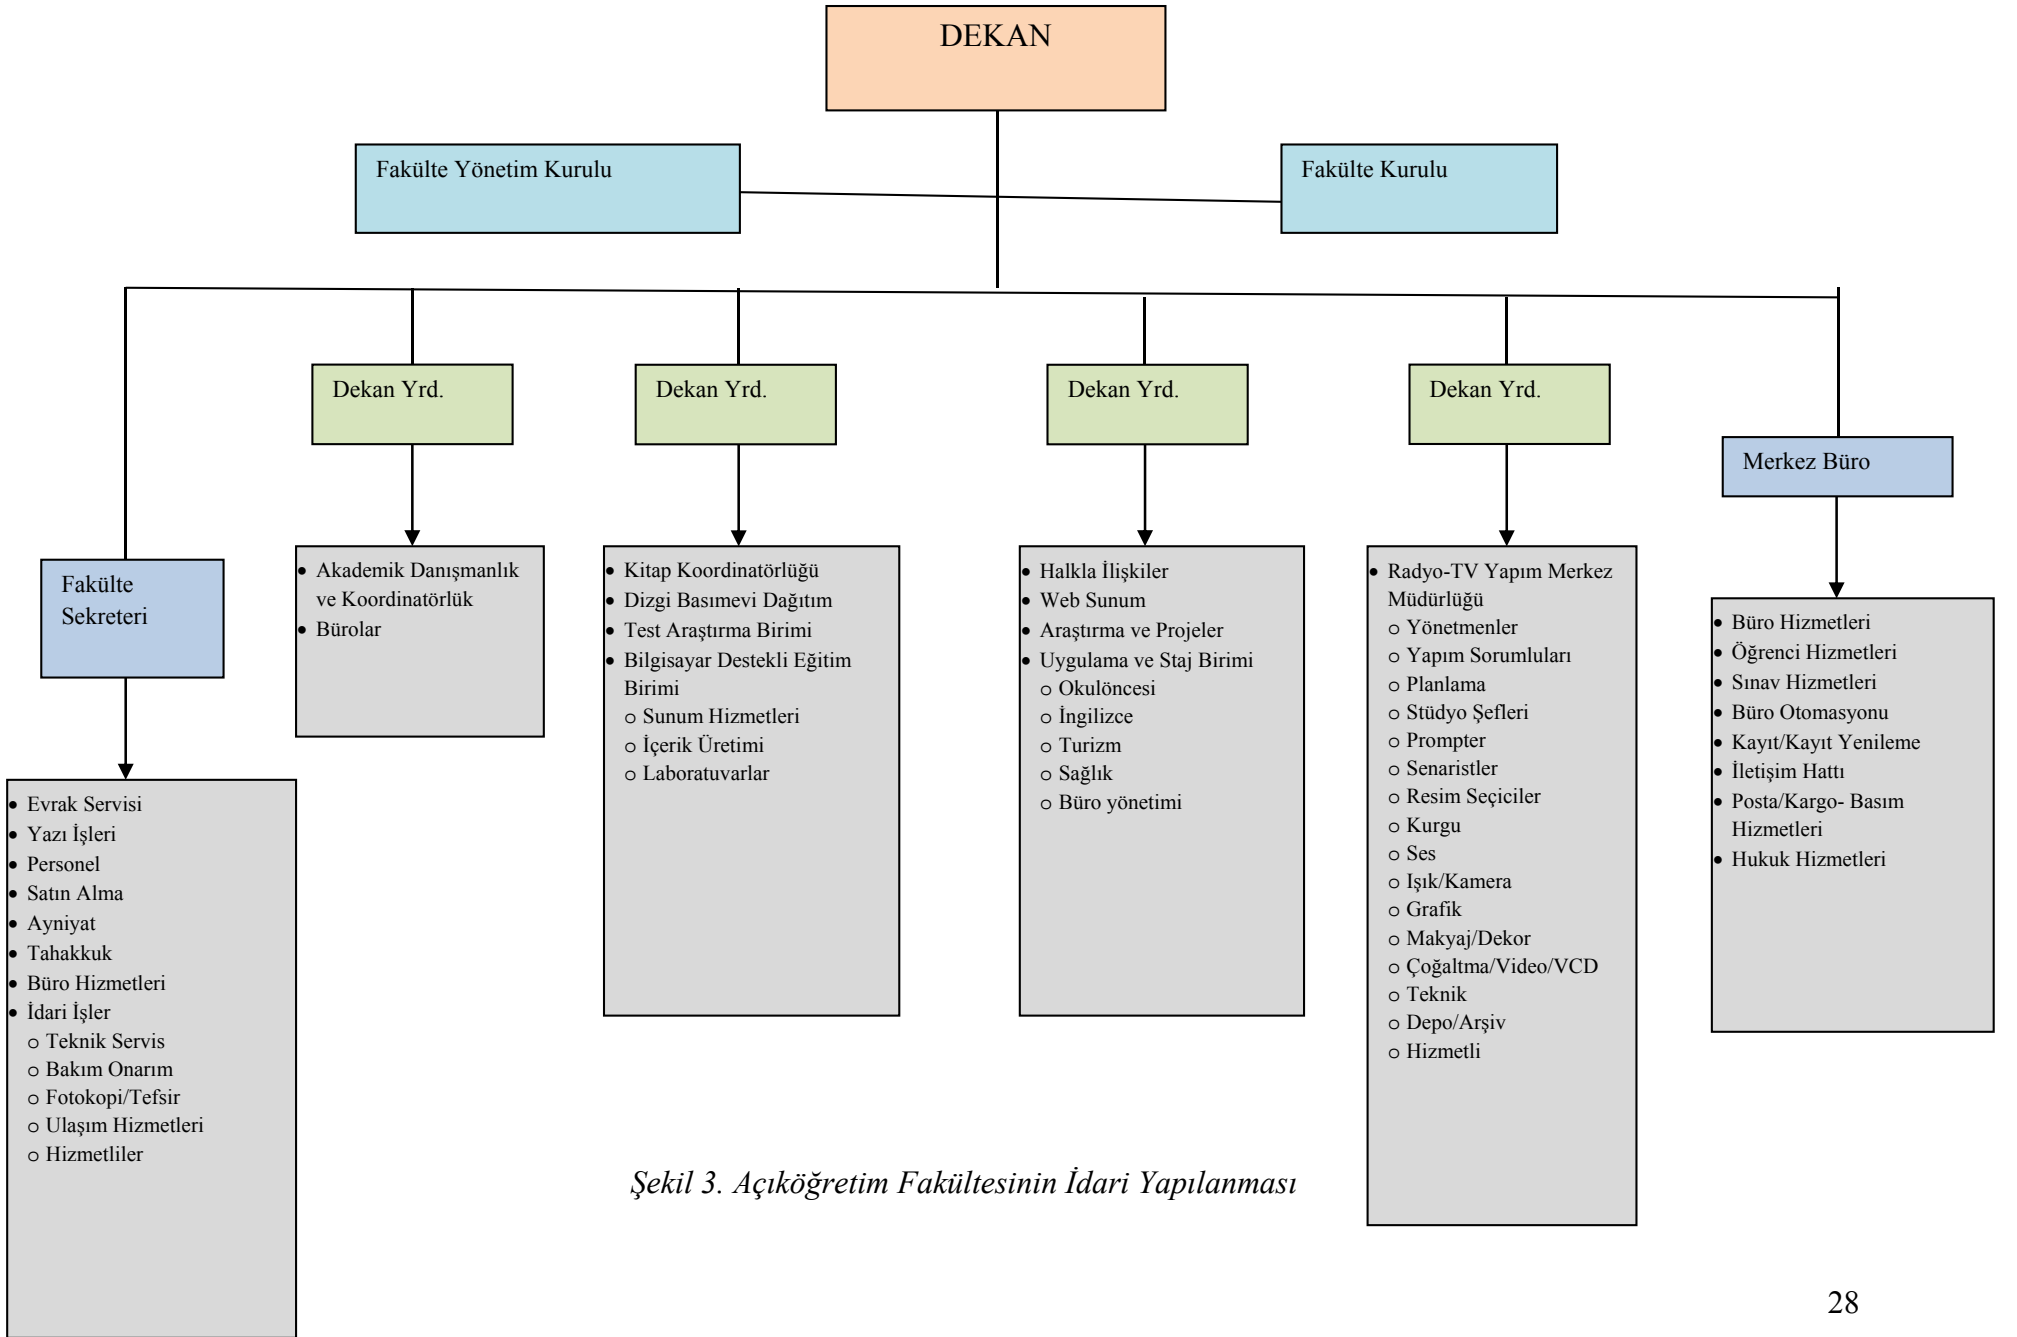 DEKAN
Fakülte Yönetim Kurulu
Fakülte Kurulu
Dekan Yrd.
Dekan Yrd.
Dekan Yrd.
Dekan Yrd.
Merkez Büro
Fakülte
Sekreteri
• Akademik Danışmanlık
ve Koordinatörlük
• Bürolar
• Kitap Koordinatörlüğü
• Dizgi Basımevi Dağıtım
• Test Araştırma Birimi
• Bilgisayar Destekli Eğitim
Birimi
o Sunum Hizmetleri
o İçerik Üretimi
o Laboratuvarlar
• Halkla İlişkiler
• Web Sunum
• Araştırma ve Projeler
• Uygulama ve Staj Birimi
o Okulöncesi
o İngilizce
o Turizm
o Sağlık
o Büro yönetimi
• Radyo-TV Yapım Merkez
Müdürlüğü
o Yönetmenler
o Yapım Sorumluları
o Planlama
o Stüdyo Şefleri
o Prompter
o Senaristler
o Resim Seçiciler
o Kurgu
o Ses
o Işık/Kamera
o Grafik
o Makyaj/Dekor
o Çoğaltma/Video/VCD
o Teknik
o Depo/Arşiv
o Hizmetli
• Büro Hizmetleri
• Öğrenci Hizmetleri
• Sınav Hizmetleri
• Büro Otomasyonu
• Kayıt/Kayıt Yenileme
• İletişim Hattı
• Posta/Kargo- Basım
Hizmetleri
• Hukuk Hizmetleri
• Evrak Servisi
• Yazı İşleri
• Personel
• Satın Alma
• Ayniyat
• Tahakkuk
• Büro Hizmetleri
• İdari İşler
o Teknik Servis
o Bakım Onarım
o Fotokopi/Tefsir
o Ulaşım Hizmetleri
o Hizmetliler
Şekil 3. Açıköğretim Fakültesinin İdari Yapılanması
28